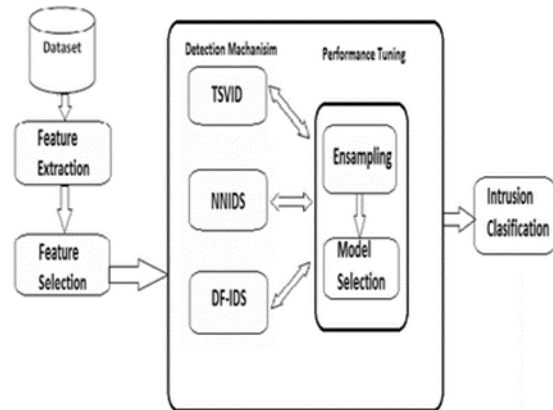 Dataset
Feature
Extraction
Feature
Selection
Detection Machanisim
TSVID
NNIDS
DF-IDS
Performance Tuning
Ensampling
Model
Selection
Intrusion
Clasification